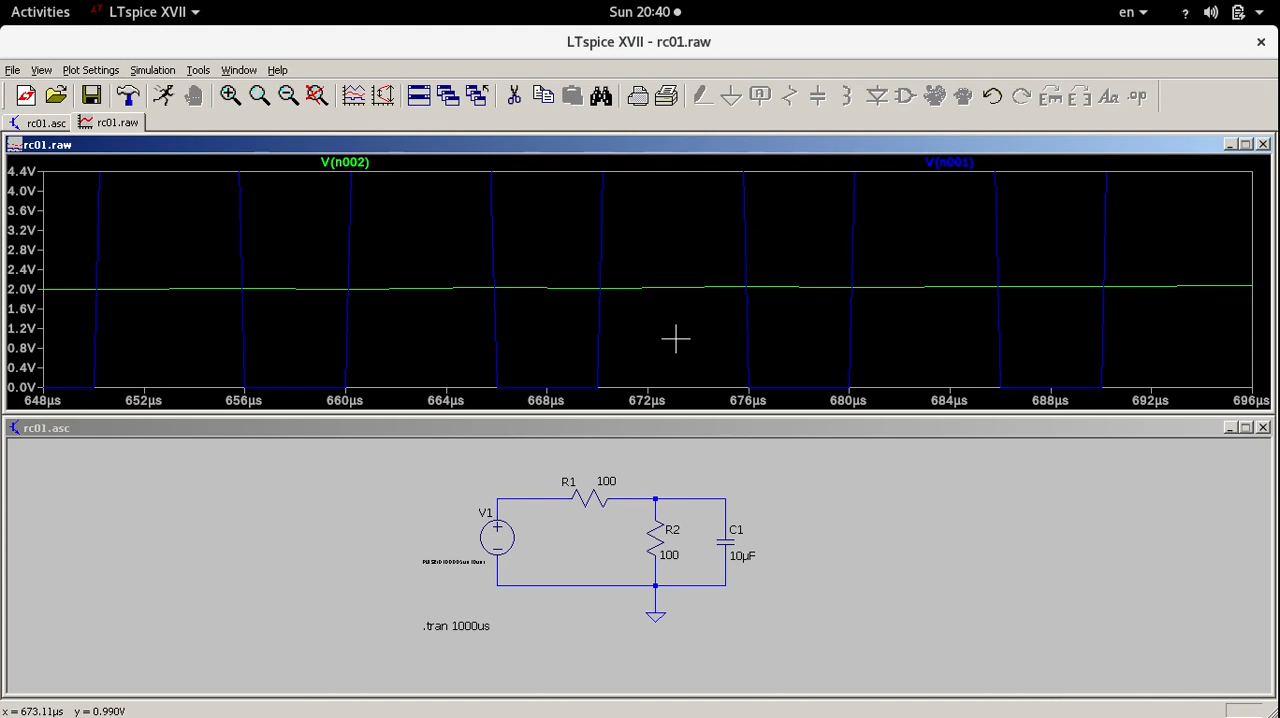 Activities LTspice XVII Sun 20:40 en ?
LTspice XVII - rc01.raw
File View Plot Settings Simulation Tools Window Help
.op
rc01.asc rc01.raw
rc01.raw
V(n002) V(n001)
4.4V
4.0V
3.6V
3.2V
2.8V
2.4V
2.0V
1.6V
1.2V
0.8V
0.4V
0.0V
648µs 652µs 656µs 660µs 664µs 668µs 672µs 676µs 680µs 684µs 688µs 692µs 696µs
rc01.asc
R1 100
V1
R2
100
C1
10µF
.tran 1000us
x = 673.11µs y = 0.990V